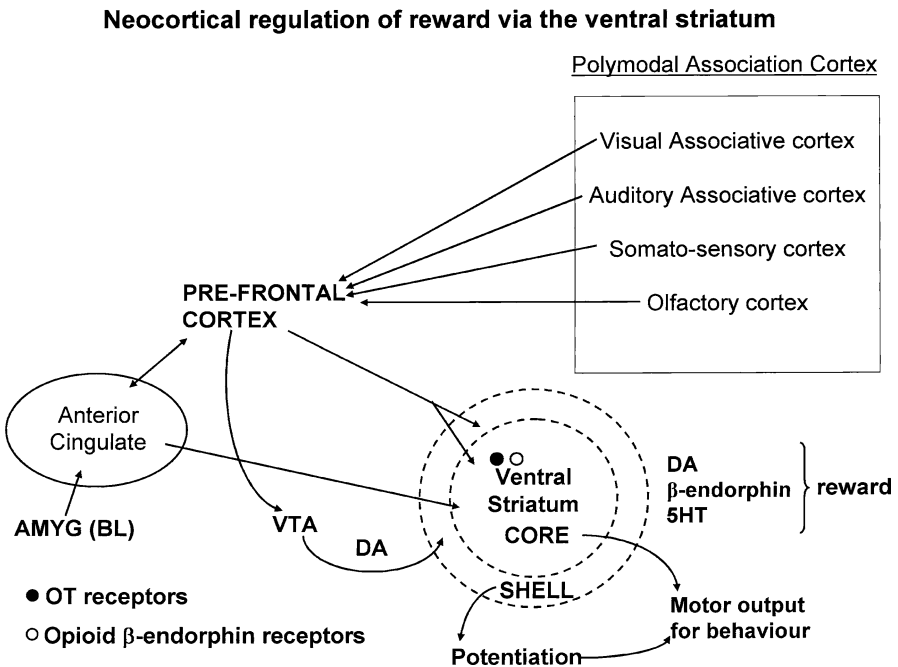 Neocortical regulation of reward via the ventral striatum
Polymodal Association Cortex
Visual Associative cortex
Auditory Associative cortex
Somato-sensory cortex
Olfactory cortex
PRE-FRONTAL
CORTEX
Anterior
Cingulate
AMYG (BL)
VTA
DA
Ventral
Striatum
CORE
SHELL
DA
β-endorphin
5HT
reward
Motor output
for behaviour
Potentiation
OT receptors
Opioid β-endorphin receptors